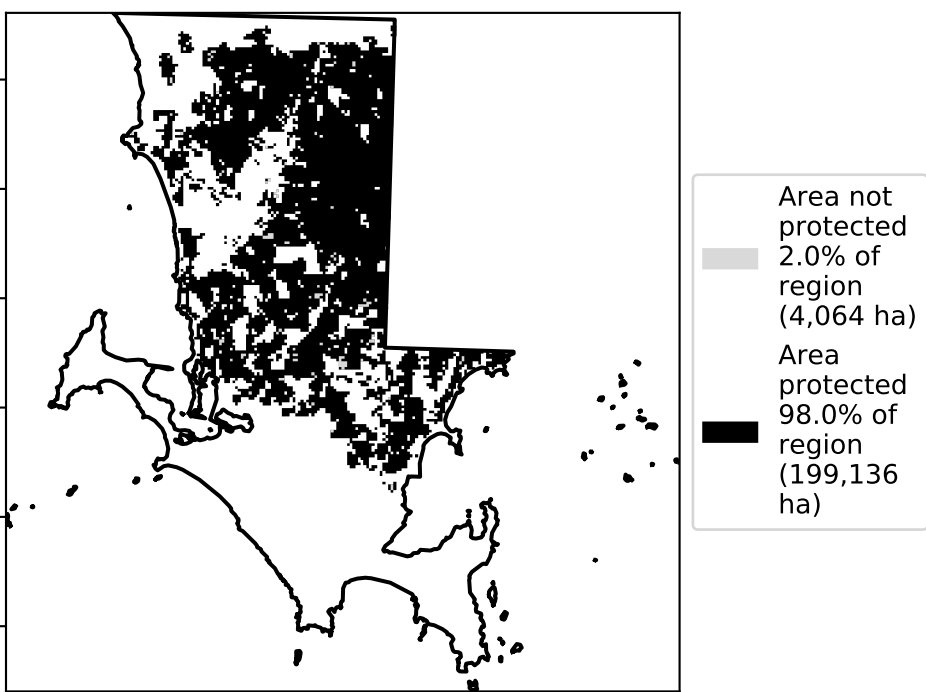 Area not
protected
2.0% of
region
(4,064 ha)
Area
protected
98.0% of
region
(199,136
ha)